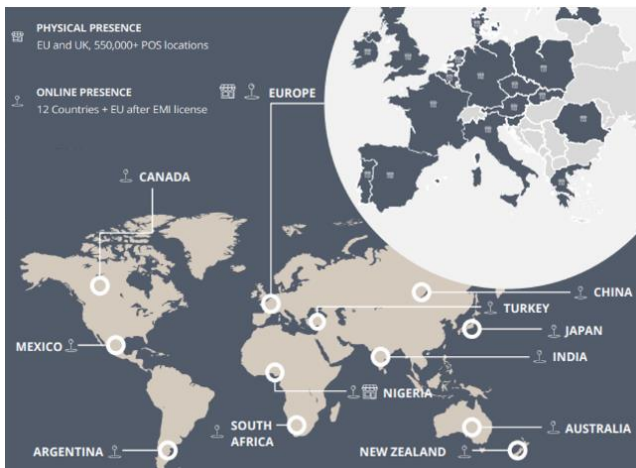 PHYSICAL PRESENCE
EU and UK, 550,000+ POS locations
ONLINE PRESENCE
12 Countries + EU after EMI license
EUROPE
CANADA
CHINA
TURKEY
MEXICO
JAPAN
INDIA
NIGERIA
SOUTH
AFRICA
AUSTRALIA
ARGENTINA
NEW ZEALAND